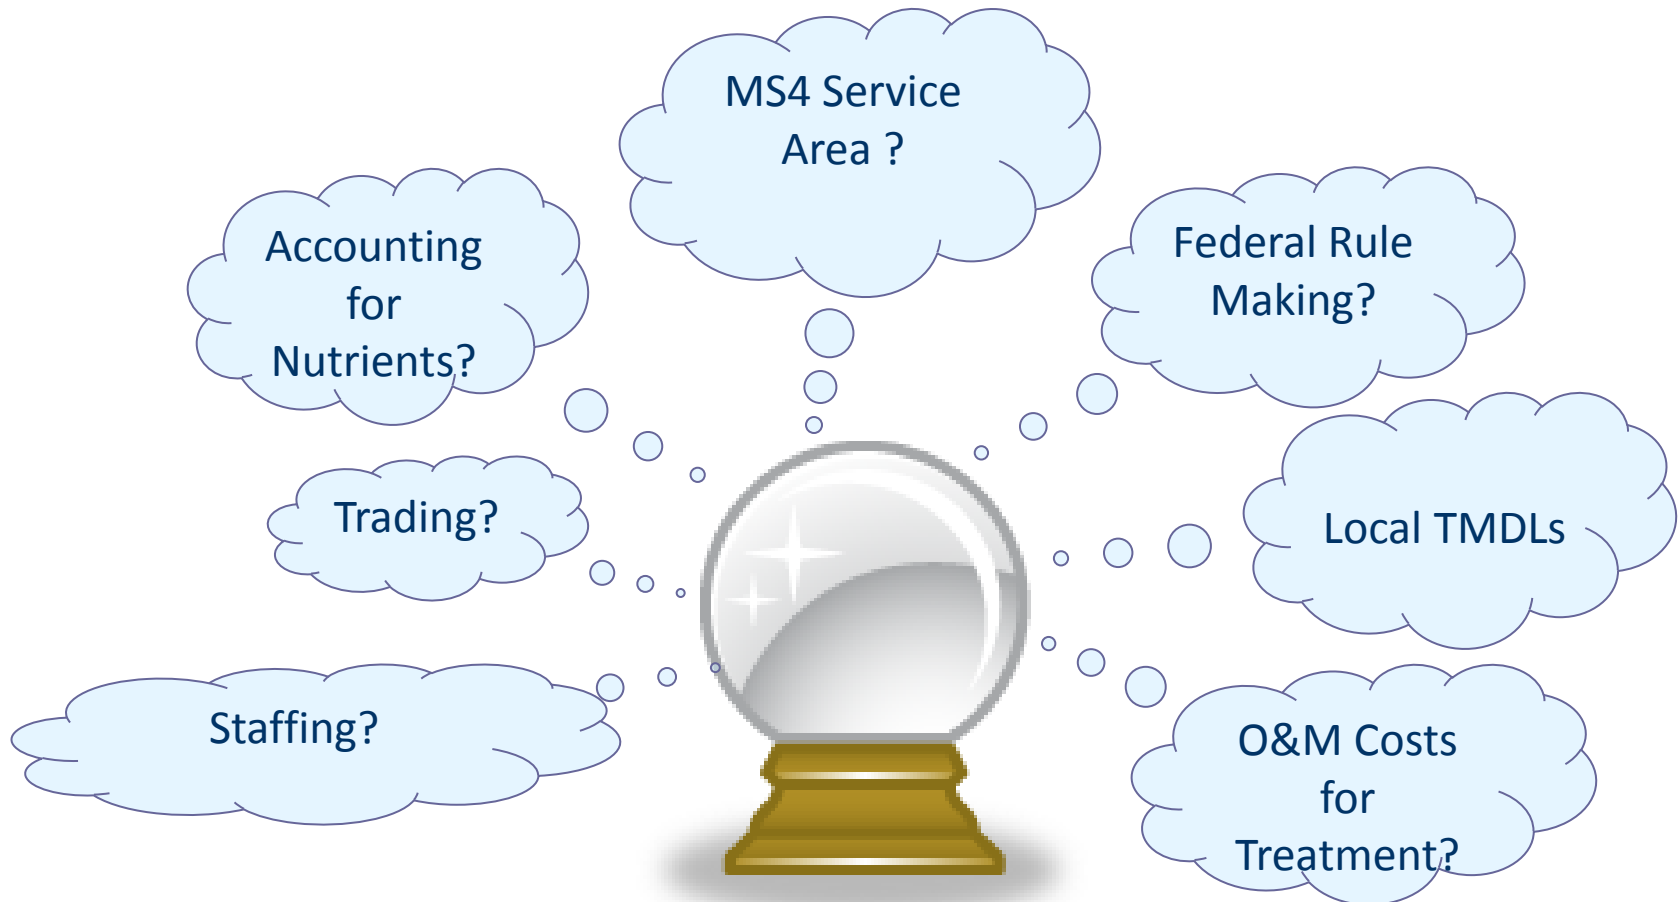 MS4 Service
Area ?
Accounting
for
Nutrients?
Federal Rule
Making?
Trading?
Local TMDLs
Staffing?
O&M Costs
for
Treatment?